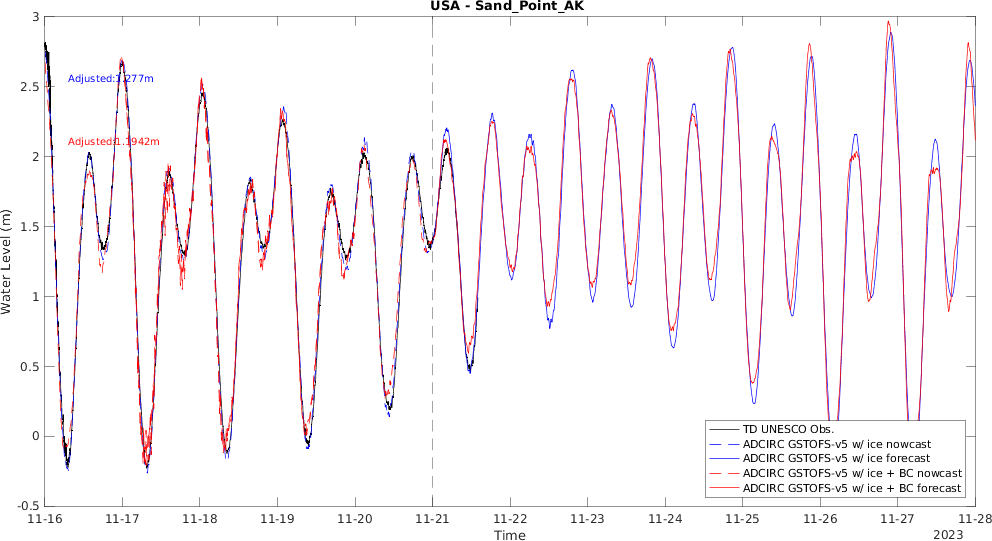 USA - Sand_Point_AK
3
2.5
2
1.5
1
0.5
0
-0.5
Water Level (m)
Adjusted:1.277m
Adjusted:1.1942m
TD UNESCO Obs.
ADCIRC GSTOFS-v5 w/ ice nowcast
ADCIRC GSTOFS-v5 w/ ice forecast
ADCIRC GSTOFS-v5 w/ ice + BC nowcast
ADCIRC GSTOFS-v5 w/ ice + BC forecast
11-16 11-17 11-18 11-19 11-20 11-21 11-22 11-23 11-24 11-25 11-26 11-27 11-28
Time
2023